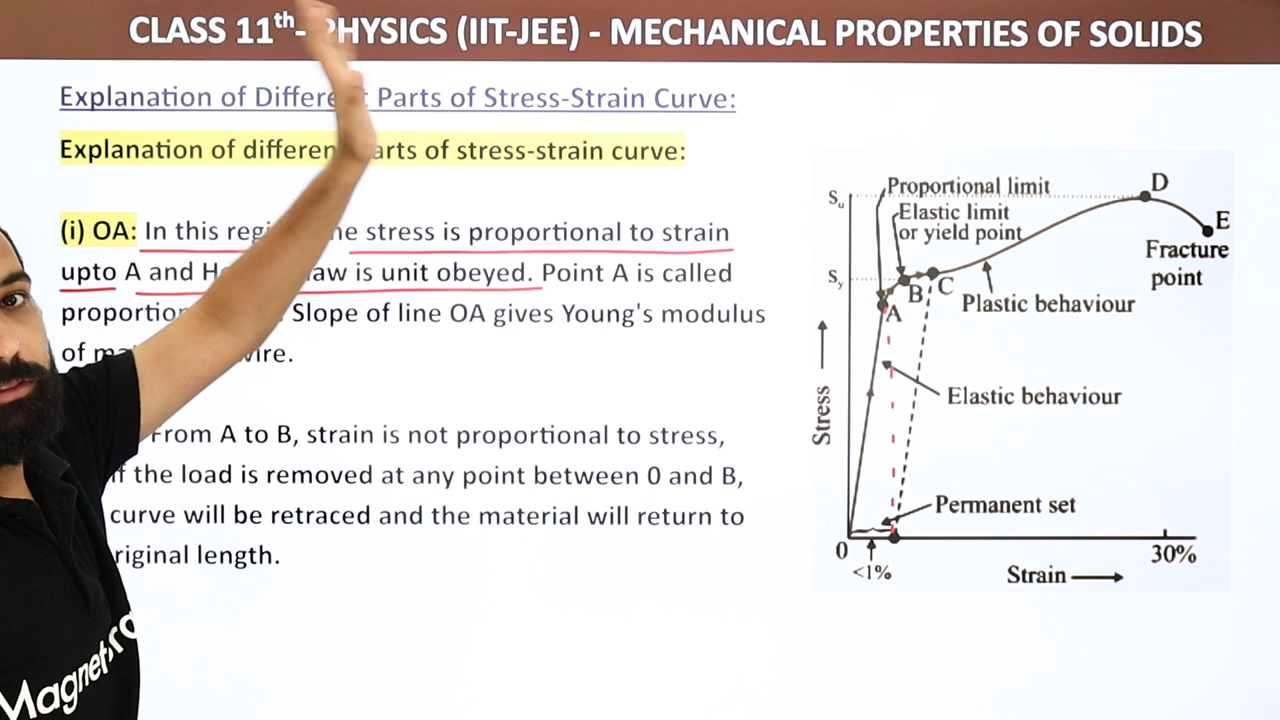 CLASS 11th- PHYSICS (IIT-JEE) - MECHANICAL PROPERTIES OF SOLIDS
Explanation of Different Parts of Stress-Strain Curve:
Explanation of different parts of stress-strain curve:
(i) OA: In this region the stress is proportional to strain
upto A and law is unit obeyed. Point A is called
Slope of line OA gives Young's modulus
of wire.
From A to B, strain is not proportional to stress,
if the load is removed at any point between 0 and B,
curve will be retraced and the material will return to
original length.
Proportional limit
D
Su
Elastic limit
or yield point
E
Fracture
point
Sy
B
C
A
Plastic behaviour
Stress
Elastic behaviour
Permanent set
0
<1%
30%
Strain